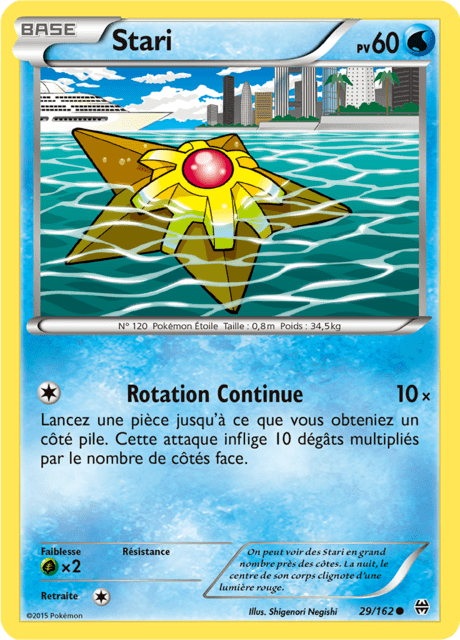 BASE
Stari
PV60
N° 120 Pokémon Étoile Taille : 0,8m Poids : 34,5kg
Rotation Continue 10×
Lancez une pièce jusqu'à ce que vous obteniez un
côté pile. Cette attaque inflige 10 dégâts multipliés
par le nombre de côtés face.
Faiblesse Résistance
×2
Retraite
On peut voir des Stari en grand
nombre près des côtes. La nuit, le
centre de son corps clignote d'une
lumière rouge.
©2015 Pokémon
Illus. Shigenori Negishi 29/162